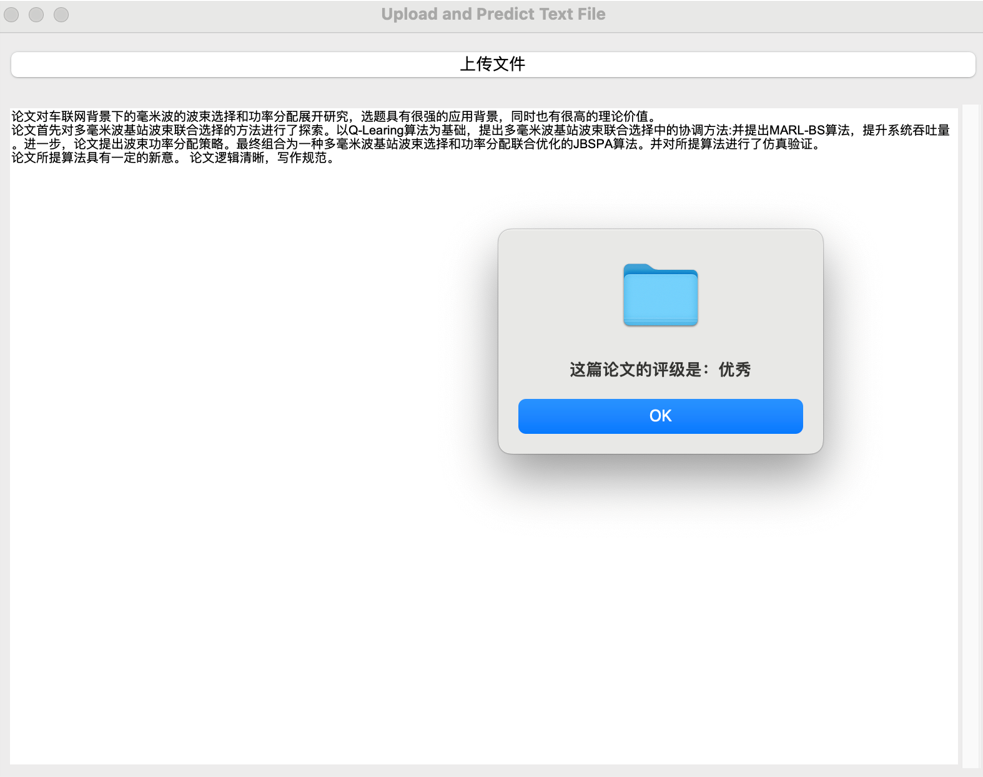 Upload and Predict Text File
上传文件
论文对车联网背景下的毫米波的波束选择和功率分配展开研究，选题具有很强的应用背景，同时也有很高的理论价值。
论文首先对多毫米波基站波束联合选择的方法进行了探索。以Q-Learing算法为基础，提出多毫米波基站波束联合选择中的协调方法:并提出MARL-BS算法，提升系统吞吐量
。进一步，论文提出波束功率分配策略。最终组合为一种多毫米波基站波束选择和功率分配联合优化的JBSPA算法。并对所提算法进行了仿真验证。
论文所提算法具有一定的新意。 论文逻辑清晰，写作规范。
这篇论文的评级是：优秀
OK